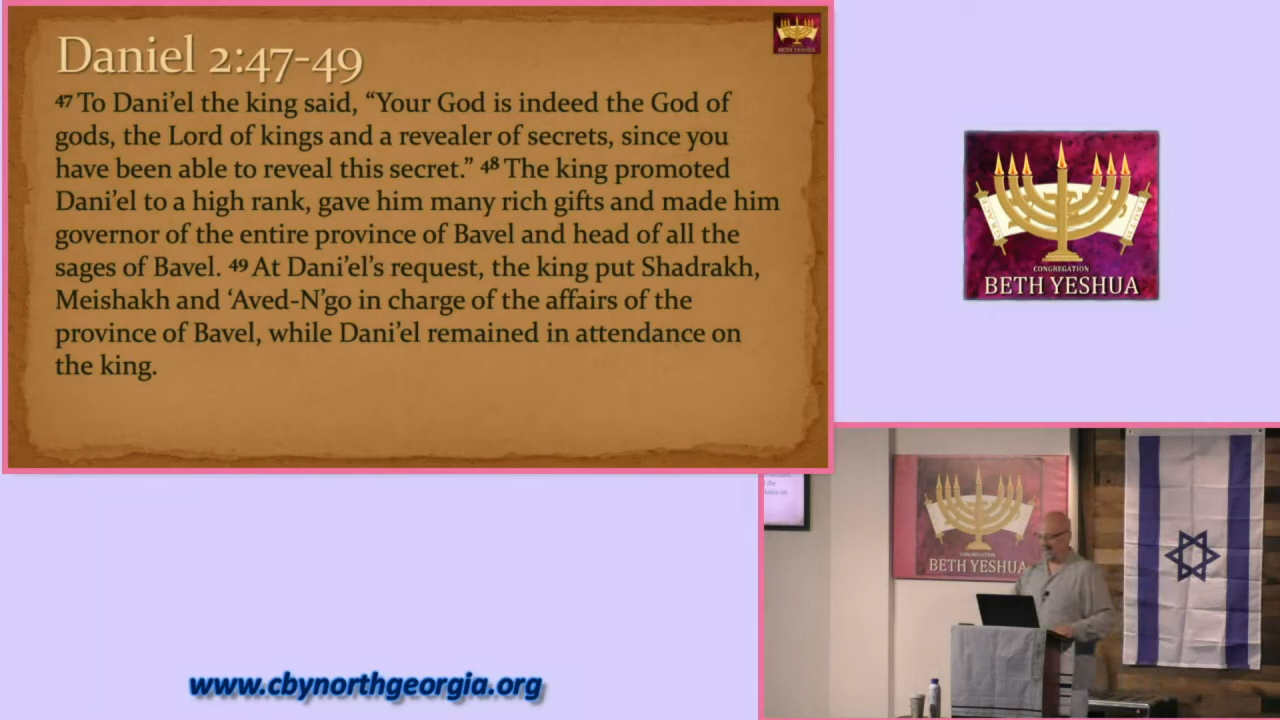 Daniel 2:47-49
47 To Dani’el the king said, “Your God is indeed the God of
gods, the Lord of kings and a revealer of secrets, since you
have been able to reveal this secret.” 48 The king promoted
Dani’el to a high rank, gave him many rich gifts and made him
governor of the entire province of Bavel and head of all the
sages of Bavel. 49 At Dani’el’s request, the king put Shadrakh,
Meishakh and ‘Aved-N’go in charge of the affairs of the
province of Bavel, while Dani’el remained in attendance on
the king.
BETH YESHUA
GRACE
TRUTH
CONGREGATION
BETH YESHUA
CONGREGATION
BETH YESHUA
www.cbynorthgeorgia.org